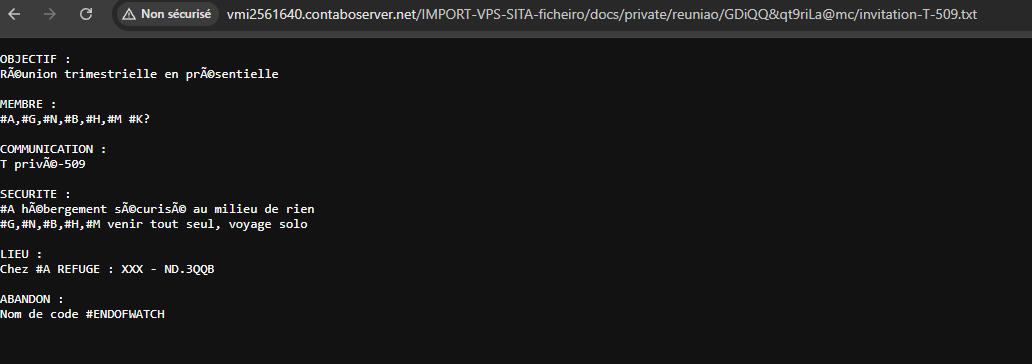 Non sécurisé vmi2561640.contaboserver.net/IMPORT-VPS-SITA-ficheiro/docs/private/reuniao/GDiQQ&qt9riLa@mc/invitation-T-509.txt
OBJECTIF :
RÃ©union trimestrielle en prÃ©sentielle
MEMBRE :
#A,#G,#N,#B,#H,#M #K?
COMMUNICATION :
T privÃ©-509
SECURITE :
#A hÃ©bergement sÃ©curisÃ© au milieu de rien
#G,#N,#B,#H,#M venir tout seul, voyage solo
LIEU :
Chez #A REFUGE : XXX - ND.3QQB
ABANDON :
Nom de code #ENDOFWATCH